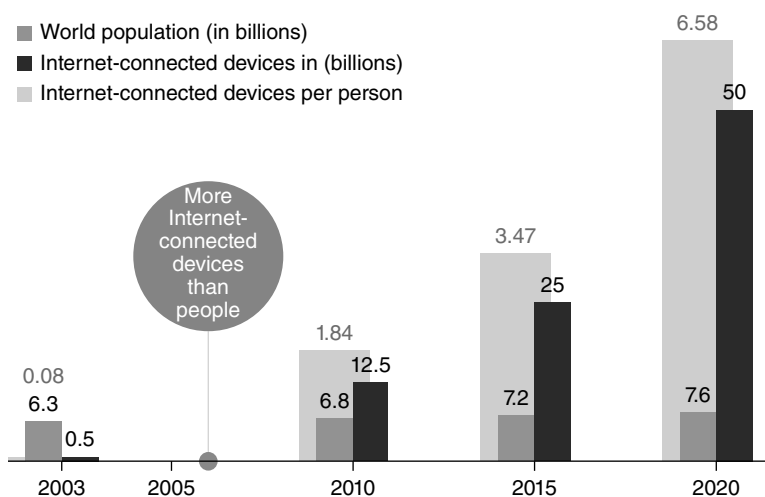 World population (in billions)
Internet-connected devices in (billions)
Internet-connected devices per person
6.58
50
More
Internet-
connected
devices
than
people
3.47
25
1.84
12.5
0.08
6.3
0.5
6.8
7.2
7.6
2003
2005
2010
2015
2020